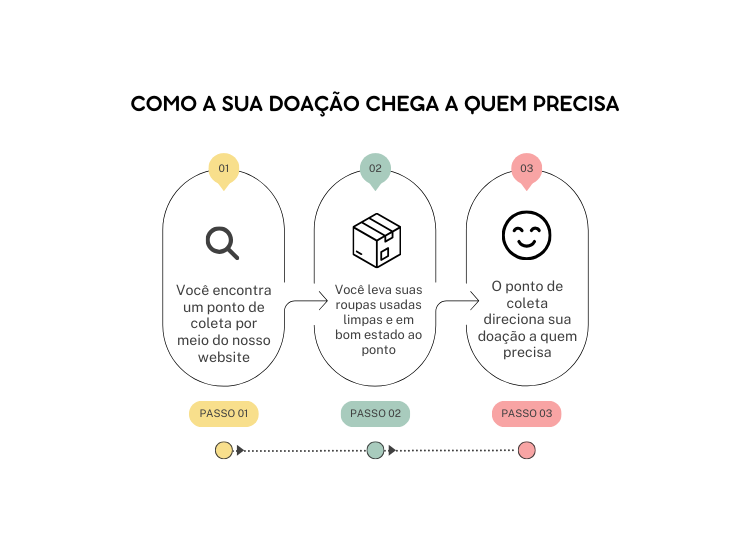 COMO A SUA DOAÇÃO CHEGA A QUEM PRECISA
01
Você encontra
um ponto de
coleta por
meio do nosso
website
PASSO 01
02
Você leva suas
roupas usadas
limpas e em
bom estado ao
ponto
PASSO 02
03
O ponto de
coleta
direciona sua
doação a quem
precisa
PASSO 03